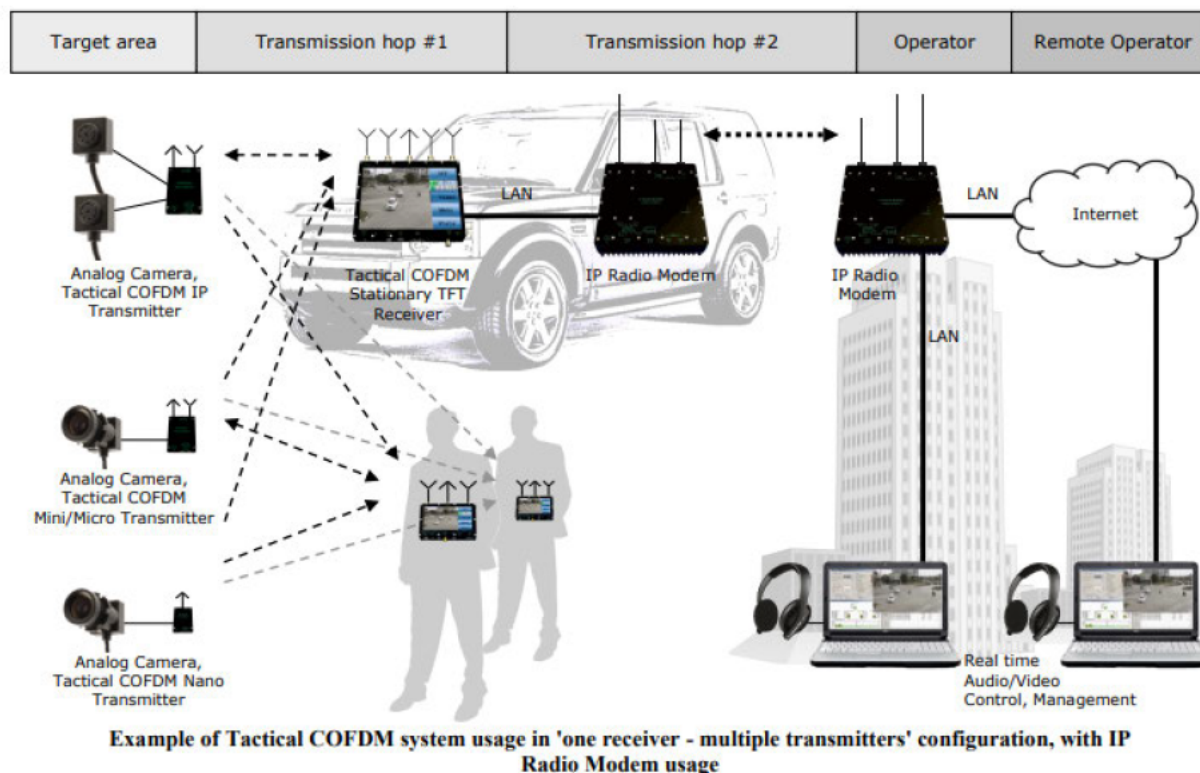 Target area
Transmission hop #1
Transmission hop #2
Operator
Remote Operator
LAN
LAN
Internet
Analog Camera,
Tactical COFDM IP
Transmitter
Tactical COFDM
Stationary TFT
Receiver
IP Radio Modem
IP Radio
Modem
LAN
Analog Camera,
Tactical COFDM
Mini/Micro Transmitter
Analog Camera,
Tactical COFDM Nano
Transmitter
Real time
Audio/Video
Control, Management
Example of Tactical COFDM system usage in 'one receiver - multiple transmitters' configuration, with IP
Radio Modem usage